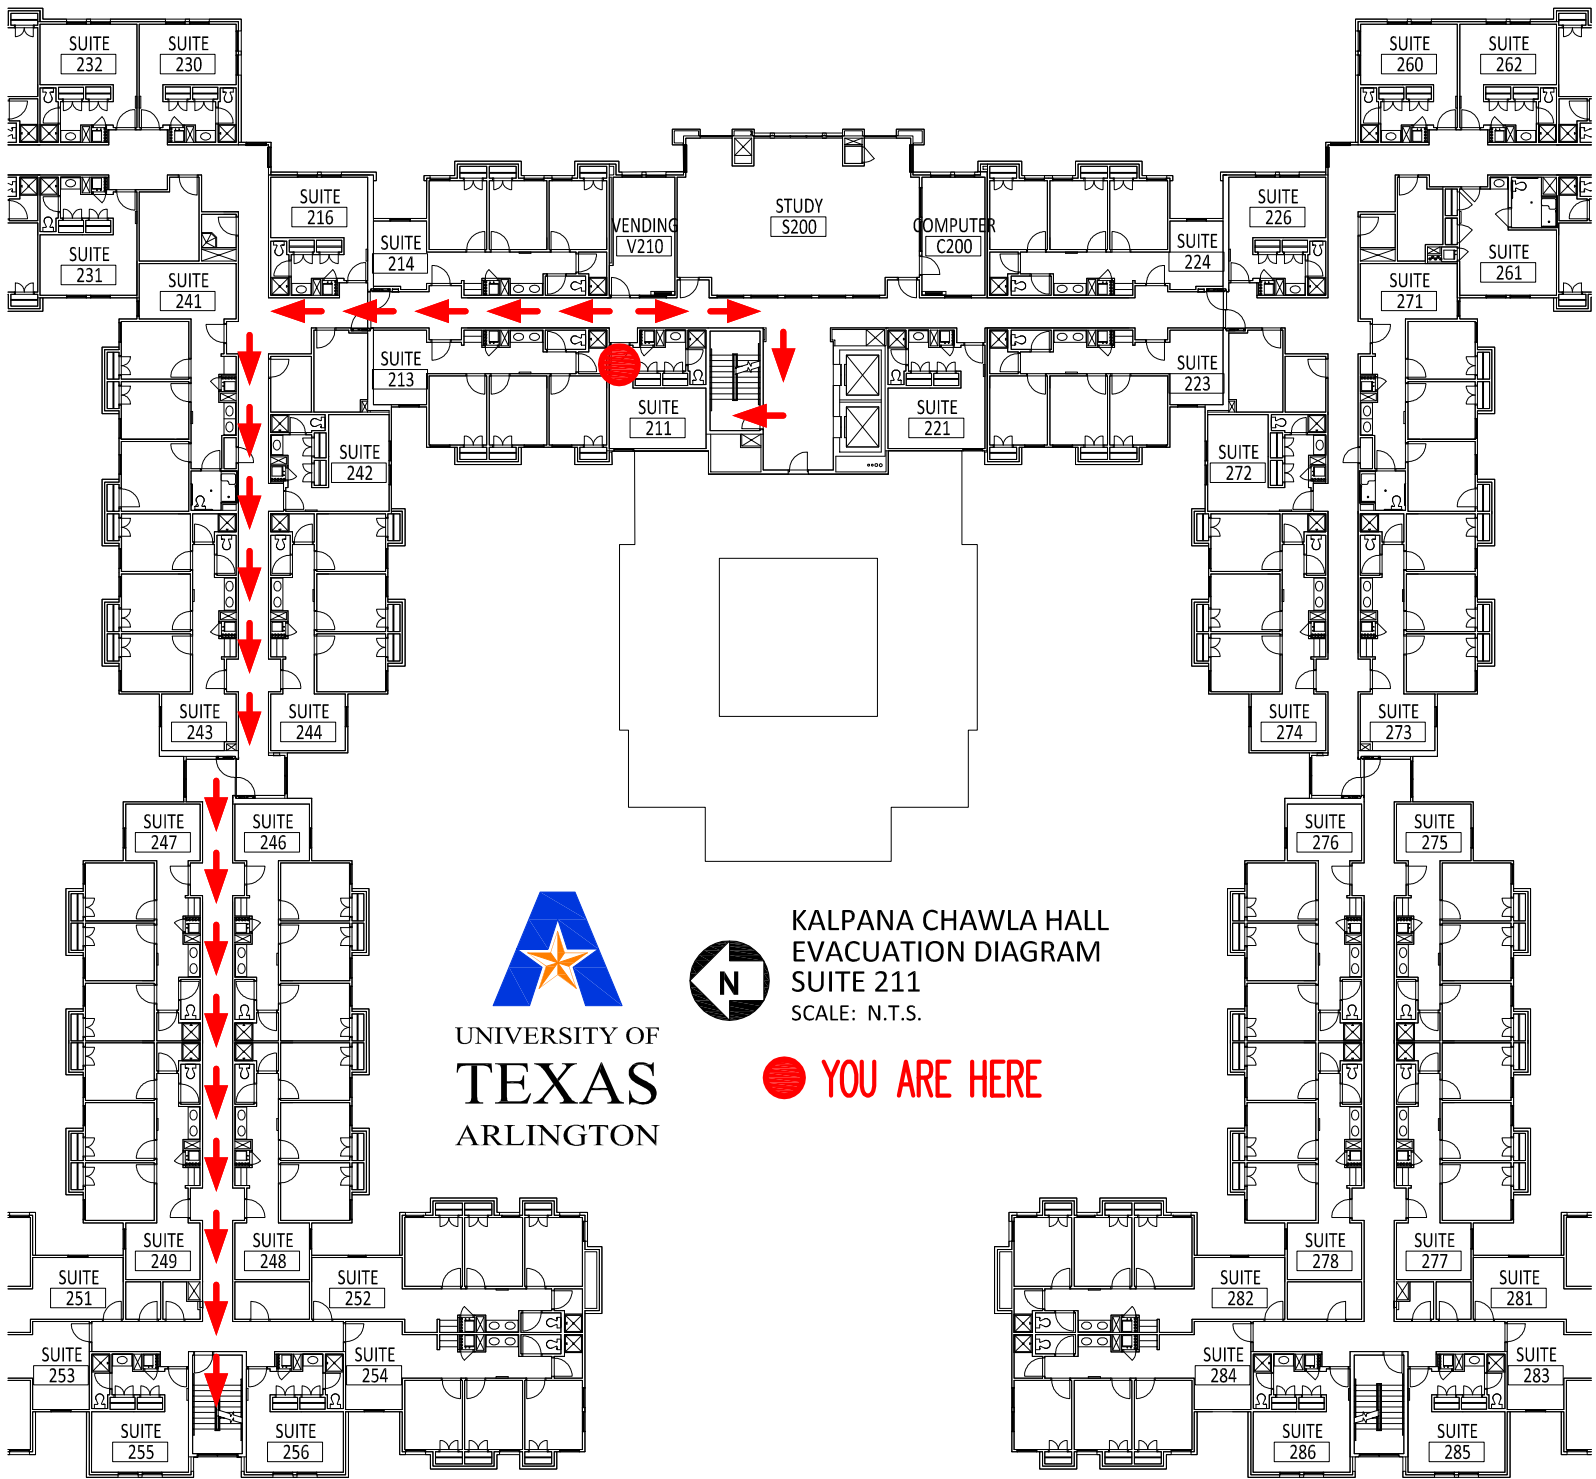 SUITE
232
SUITE
230
SUITE
260
SUITE
262
SUITE
231
SUITE
241
SUITE
216
SUITE
214
VENDING
V210
STUDY
S200
COMPUTER
C200
SUITE
224
SUITE
226
SUITE
271
SUITE
261
SUITE
213
SUITE
211
SUITE
221
SUITE
223
SUITE
242
SUITE
272
SUITE
243
SUITE
244
SUITE
274
SUITE
273
SUITE
247
SUITE
246
SUITE
276
SUITE
275
UNIVERSITY OF
TEXAS
ARLINGTON
N
KALPANA CHAWLA HALL
EVACUATION DIAGRAM
SUITE 211
SCALE: N.T.S.
YOU ARE HERE
SUITE
249
SUITE
248
SUITE
278
SUITE
277
SUITE
251
SUITE
252
SUITE
282
SUITE
281
SUITE
253
SUITE
254
SUITE
284
SUITE
283
SUITE
255
SUITE
256
SUITE
286
SUITE
285